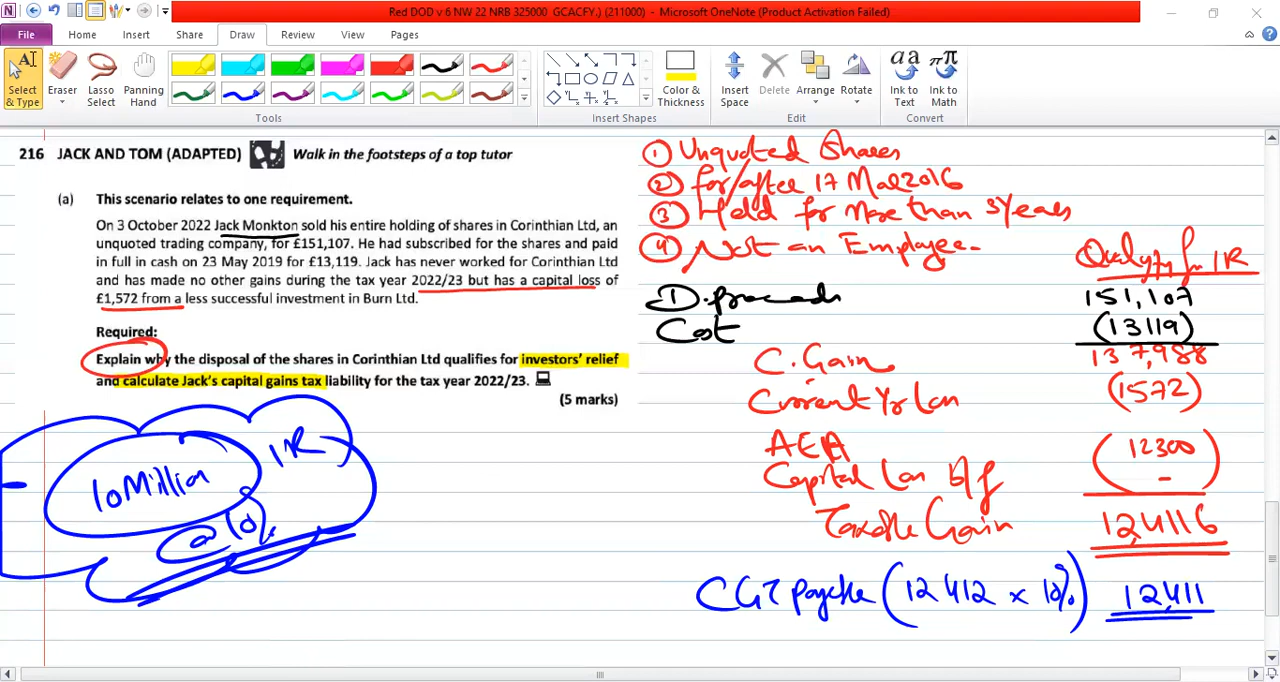 Red DOD v 6 NW 22 NRB 325000 GCACFY.) (211000) - Microsoft OneNote (Product Activation Failed)
File Home Insert Share Draw Review View Pages
Select & Type
Eraser
Lasso Select
Panning Hand
Color & Thickness
Insert Space
Delete
Arrange
Rotate
Ink to Text
Ink to Math
Tools
Insert Shapes
Edit
Convert
216 JACK AND TOM (ADAPTED) Walk in the footsteps of a top tutor
(a) This scenario relates to one requirement.
On 3 October 2022 Jack Monkton sold his entire holding of shares in Corinthian Ltd, an
unquoted trading company, for £151,107. He had subscribed for the shares and paid
in full in cash on 23 May 2019 for £13,119. Jack has never worked for Corinthian Ltd
and has made no other gains during the tax year 2022/23 but has a capital loss of
£1,572 from a less successful investment in Burn Ltd.
Required:
Explain why the disposal of the shares in Corinthian Ltd qualifies for investors' relief
and calculate Jack's capital gains tax liability for the tax year 2022/23.
(5 marks)
10 Million IR
@ 10%
① Unquoted Shares
② for/after 17 Mar 2016
③ Held for More than 3 Years
④ Not an Employee
Qualify for IR
D. proceeds 151,107
Cost (13119)
C. Gain 137,988
Current Yr Loss (1572)
AEA (12300
Capital Loss b/f -)
Taxable Gain 124116
CGT payable (12412 x 10%) 12,411